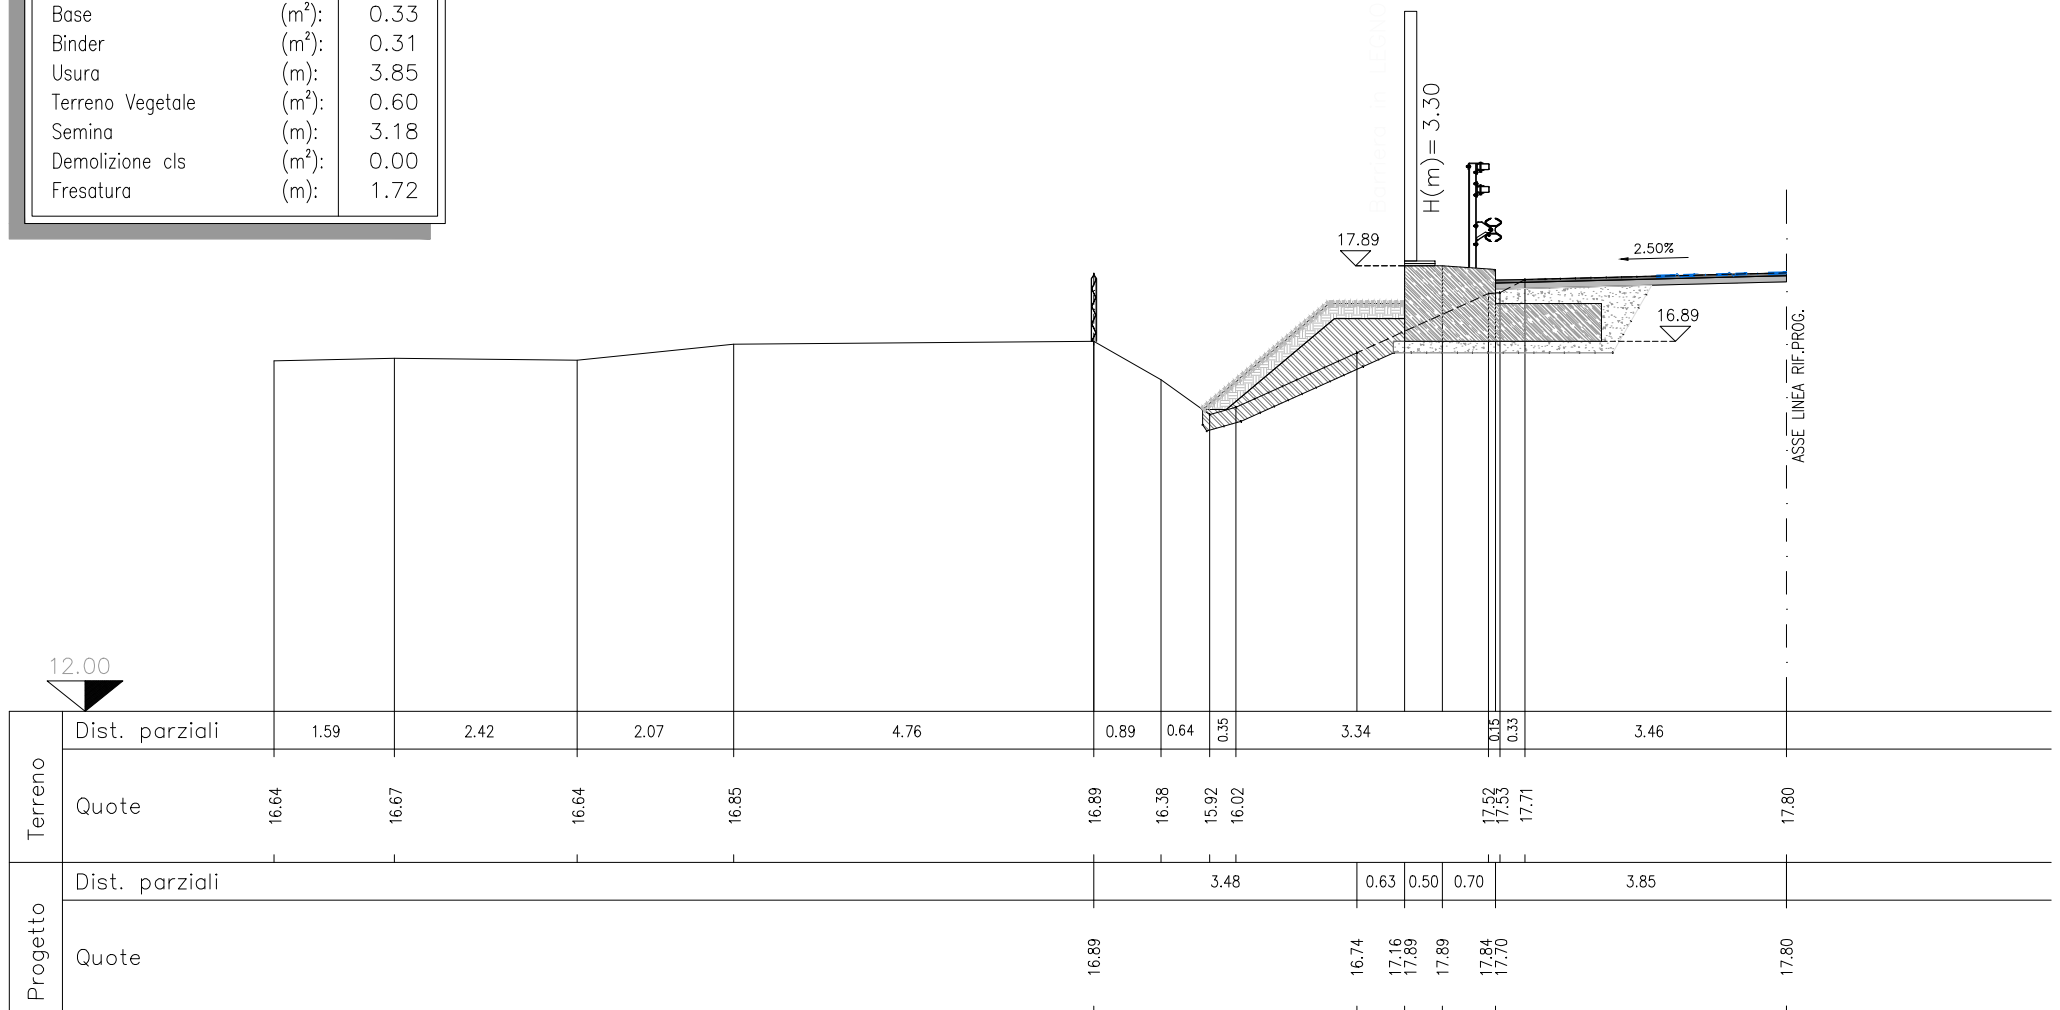 Base (m²): 0.33
Binder (m²): 0.31
Usura (m): 3.85
Terreno Vegetale (m²): 0.60
Semina (m): 3.18
Demolizione cls (m²): 0.00
Fresatura (m): 1.72
H(m)= 3.30
17.89
2.50%
16.89
ASSE LINEA RIF.PROG.
12.00
Terreno
Dist. parziali 1.59 2.42 2.07 4.76 0.89 0.64 0.35 3.34 0.15 0.33 3.46
Quote 16.64 16.67 16.64 16.85 16.89 16.38 15.92 16.02 17.52 17.53 17.71 17.80
Progetto
Dist. parziali 3.48 0.63 0.50 0.70 3.85
Quote 16.89 16.74 17.16 17.89 17.89 17.84 17.70 17.80